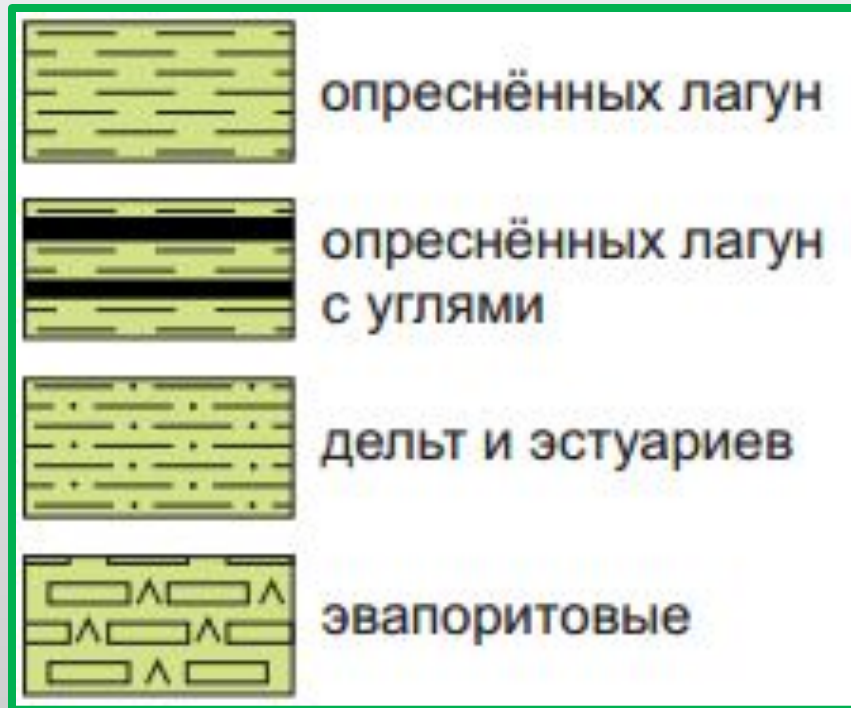 опреснённых лагун
опреснённых лагун
с углями
дельт и эстуариев
эвапоритовые